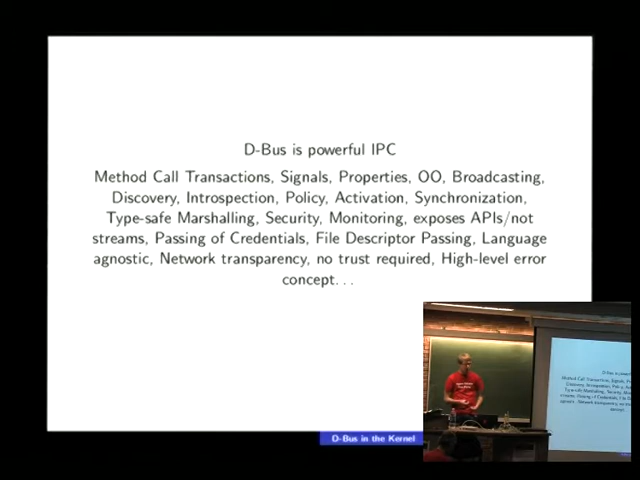 D-Bus is powerful IPC
Method Call Transactions, Signals, Properties, OO, Broadcasting,
Discovery, Introspection, Policy, Activation, Synchronization,
Type-safe Marshalling, Security, Monitoring, exposes APIs/not
streams, Passing of Credentials, File Descriptor Passing, Language
agnostic, Network transparency, no trust required, High-level error
concept...
D-Bus in the Kernel